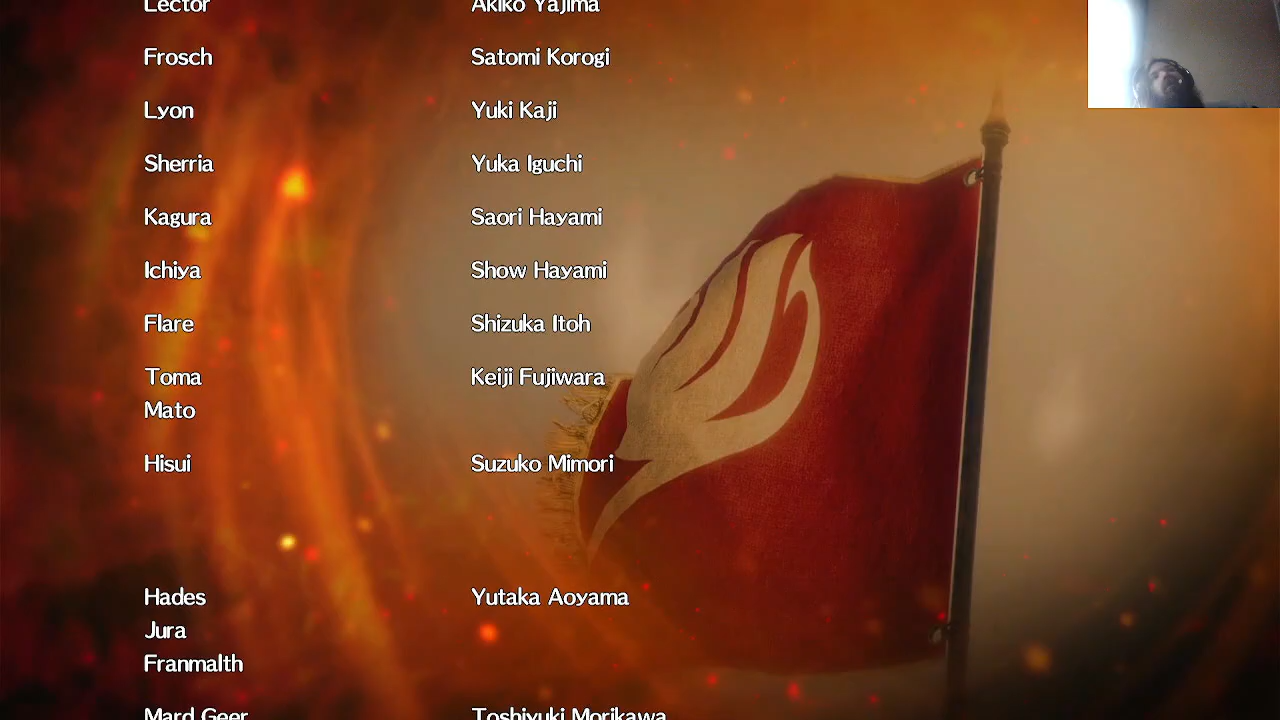 Lector Akiko Yajima
Frosch Satomi Korogi
Lyon Yuki Kaji
Sherria Yuka Iguchi
Kagura Saori Hayami
Ichiya Show Hayami
Flare Shizuka Itoh
Toma Keiji Fujiwara
Mato
Hisui Suzuko Mimori
Hades Yutaka Aoyama
Jura
Franmalth
Mard Geer Toshiyuki Morikawa